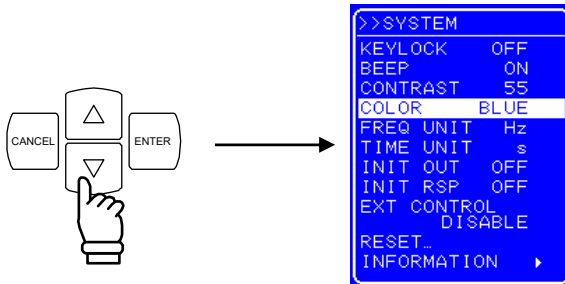 CANCEL
ENTER
>>SYSTEM
KEYLOCK OFF
BEEP ON
CONTRAST 55
COLOR BLUE
FREQ UNIT Hz
TIME UNIT s
INIT OUT OFF
INIT RSP OFF
EXT CONTROL
DISABLE
RESET…
INFORMATION